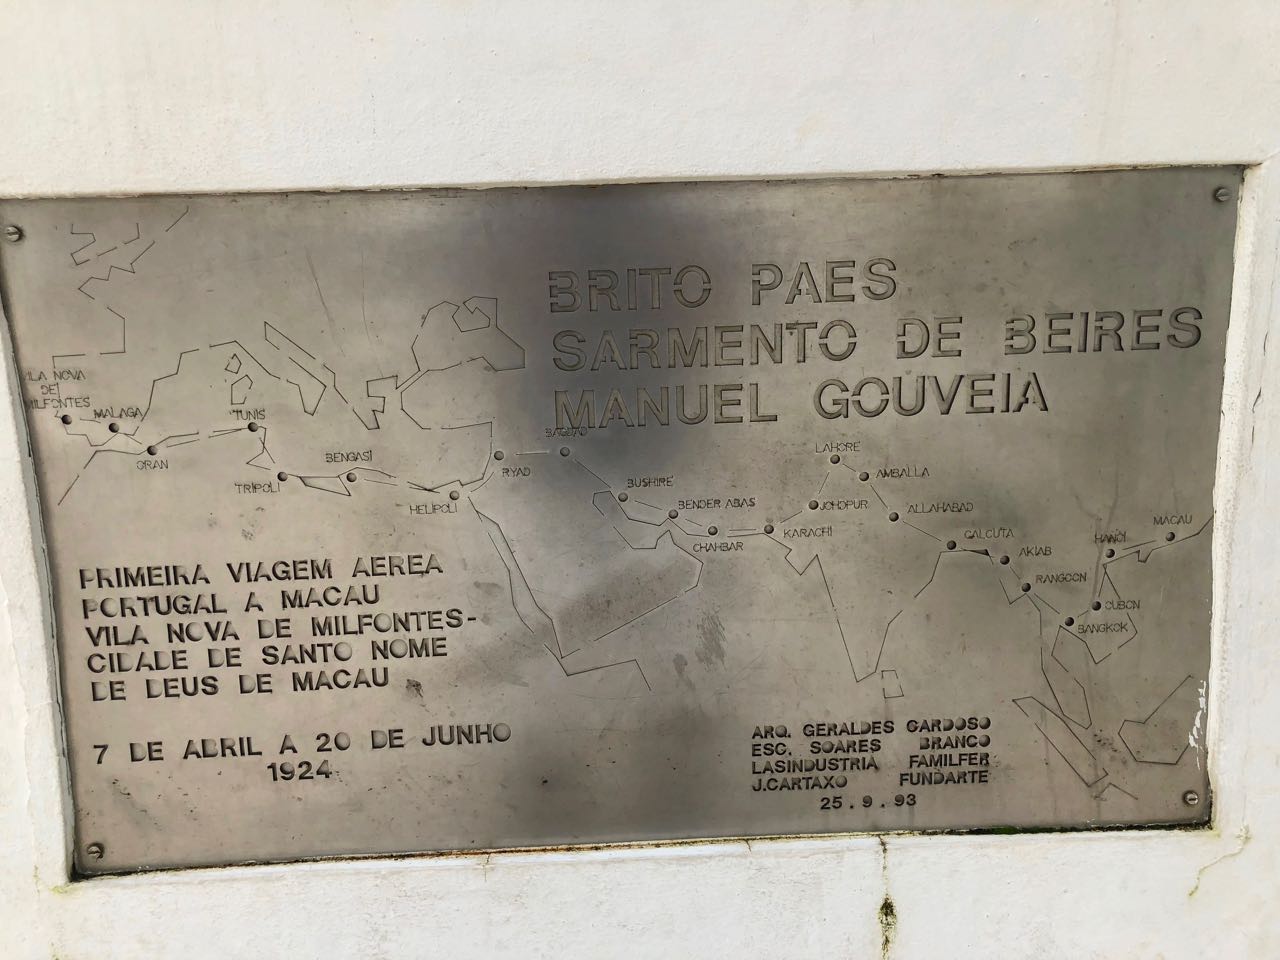 BRITO PAES
SARMENTO DE BEIRES
MANUEL GOUVEIA
VILA NOVA
DE
MILFONTES
MALAGA
ORAN
TUNIS
TRIPOLI
BENGASI
HELIPOLI
RYAD
BAGDAD
BUSHIRE
BENDER ABAS
CHAHBAR
KARACHI
JOHDPUR
LAHORE
AMBALLA
ALLAHABAD
CALCUTA
AKIAB
RANGOON
BANGKOK
UBON
HANOI
MACAU
PRIMEIRA VIAGEM AEREA
PORTUGAL A MACAU
VILA NOVA DE MILFONTES-
CIDADE DE SANTO NOME
DE DEUS DE MACAU
7 DE ABRIL A 20 DE JUNHO
1924
ARQ. GERALDES CARDOSO
ESC. SOARES BRANCO
LASINDUSTRIA FAMILFER
J.CARTAXO FUNDARTE
25.9.93